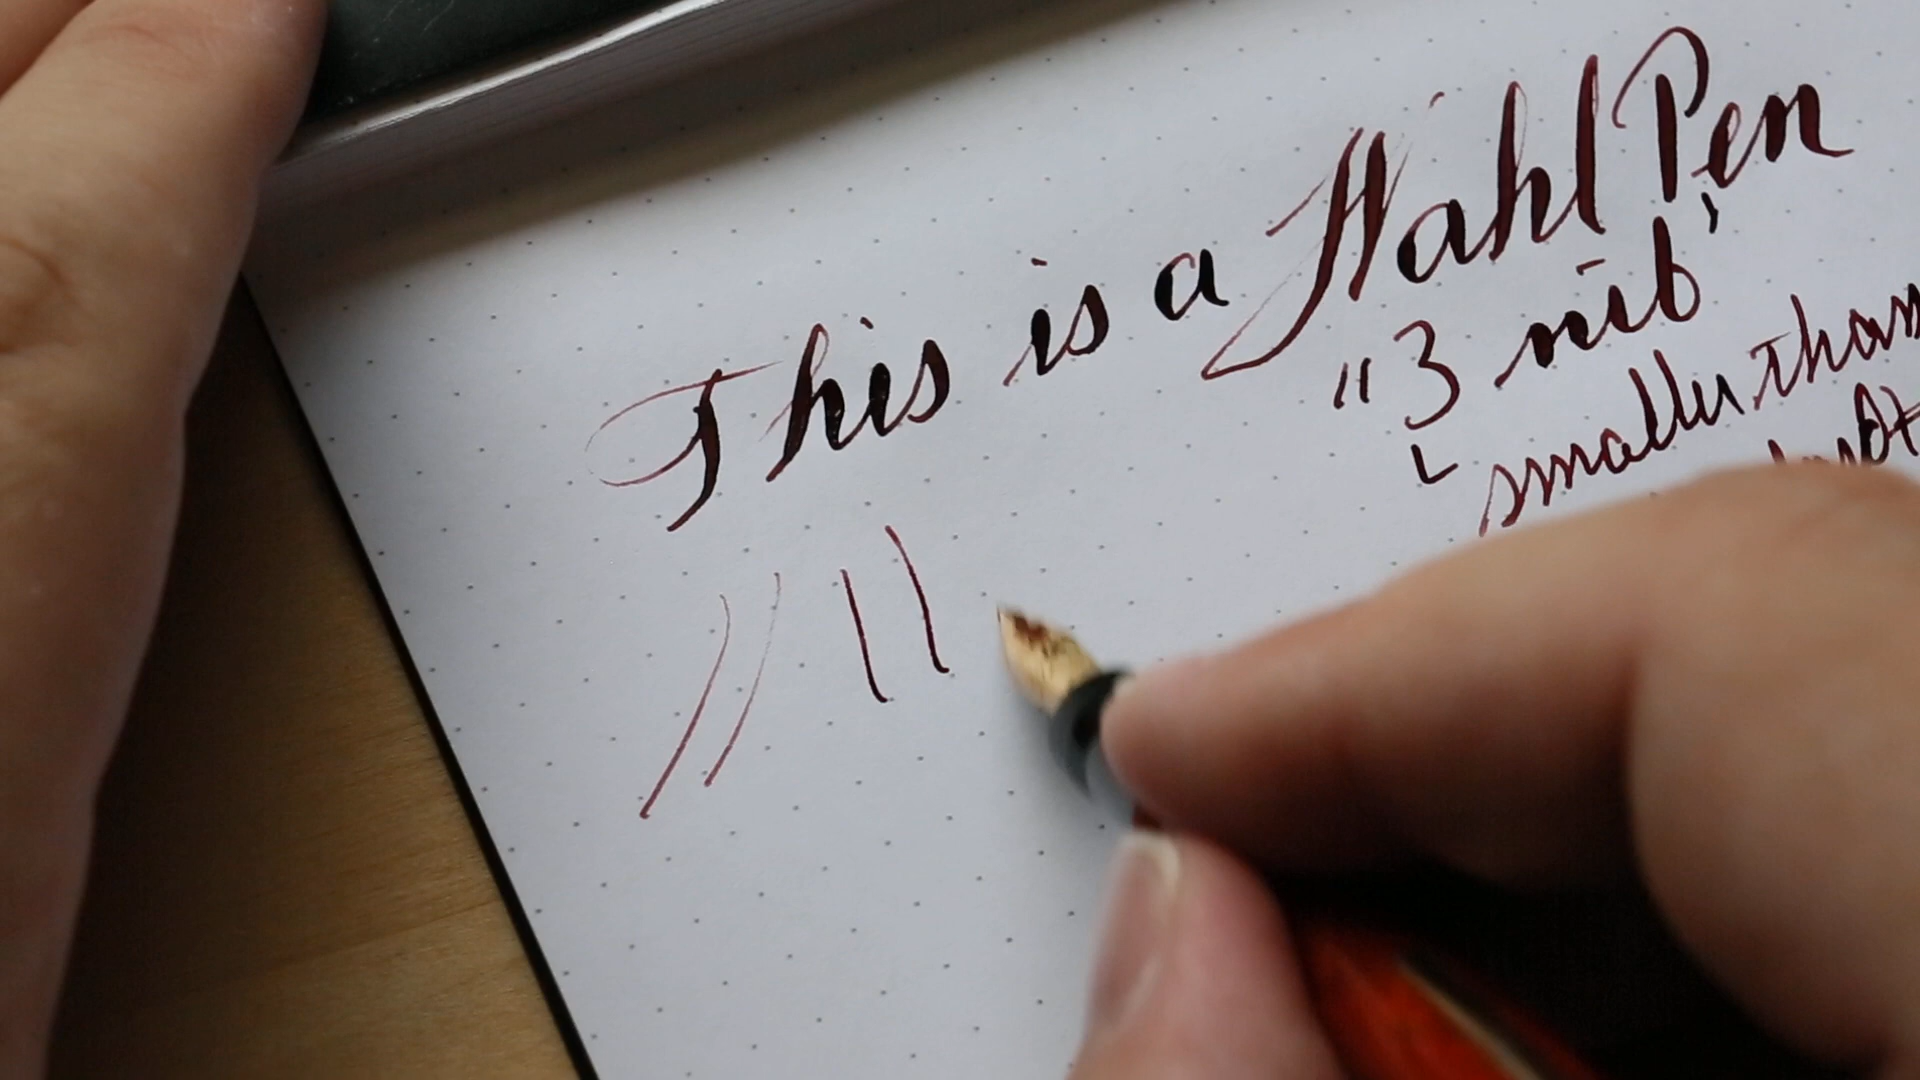 This is a Wahl Pen
"3 nib"
smaller than